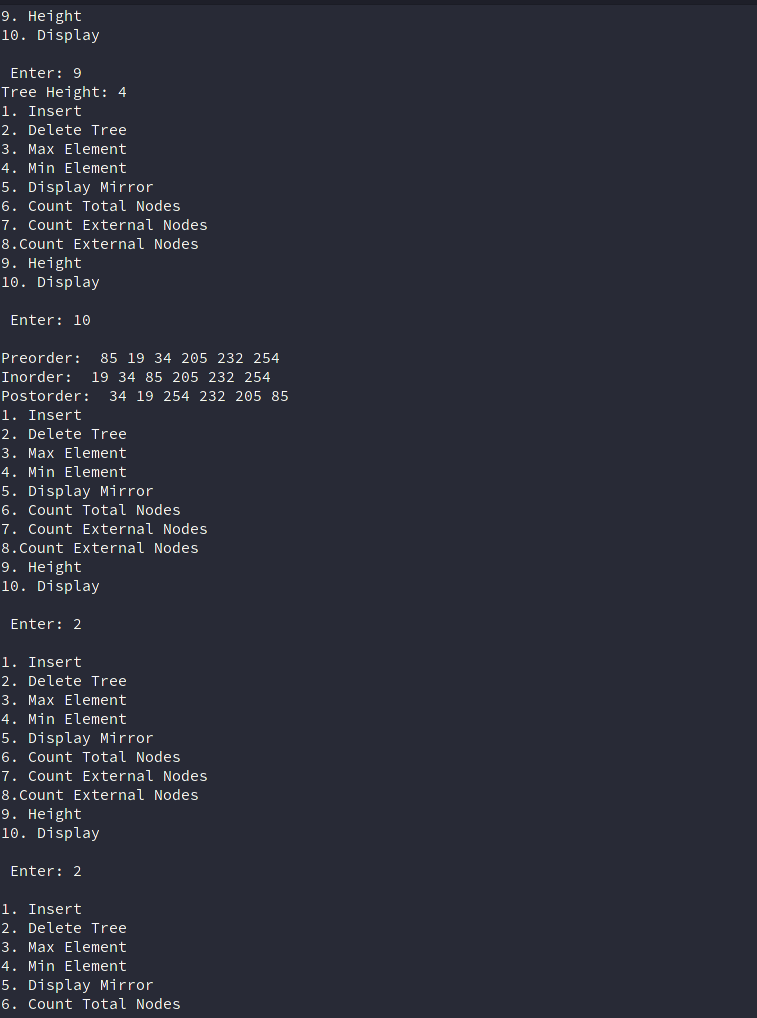 9. Height
10. Display
Enter: 9
Tree Height: 4
1. Insert
2. Delete Tree
3. Max Element
4. Min Element
5. Display Mirror
6. Count Total Nodes
7. Count External Nodes
8.Count External Nodes
9. Height
10. Display
Enter: 10
Preorder:  85 19 34 205 232 254
Inorder:  19 34 85 205 232 254
Postorder:  34 19 254 232 205 85
1. Insert
2. Delete Tree
3. Max Element
4. Min Element
5. Display Mirror
6. Count Total Nodes
7. Count External Nodes
8.Count External Nodes
9. Height
10. Display
Enter: 2
1. Insert
2. Delete Tree
3. Max Element
4. Min Element
5. Display Mirror
6. Count Total Nodes
7. Count External Nodes
8.Count External Nodes
9. Height
10. Display
Enter: 2
1. Insert
2. Delete Tree
3. Max Element
4. Min Element
5. Display Mirror
6. Count Total Nodes